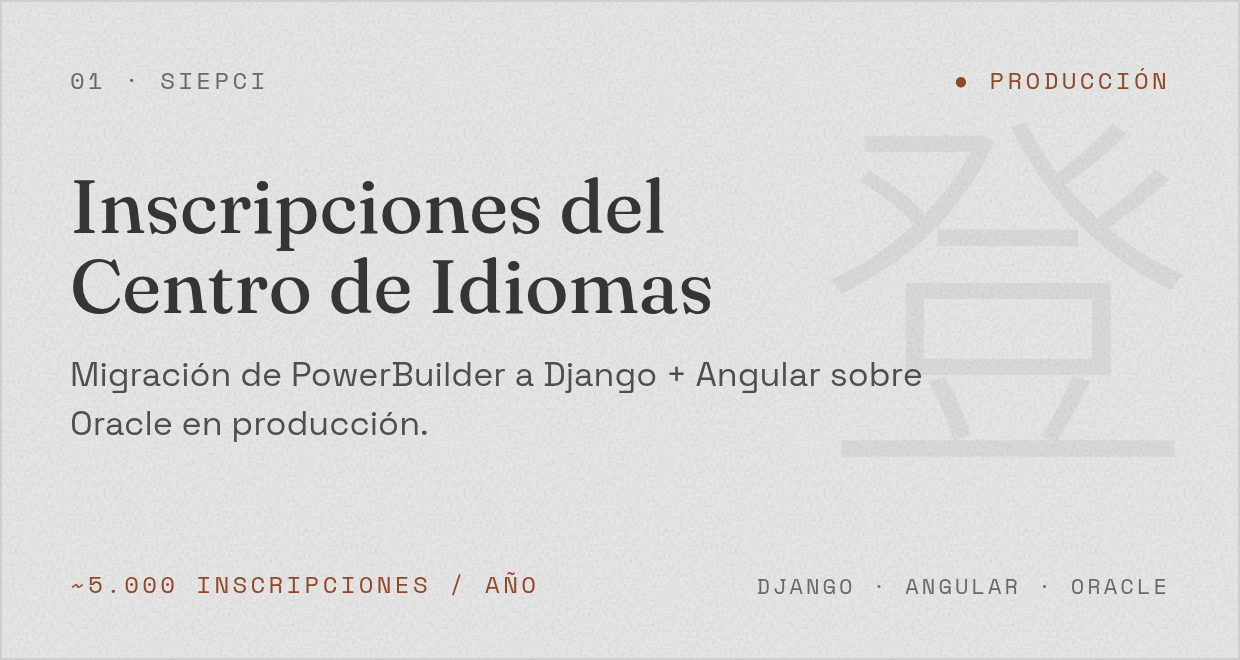 01 · SIEPCI
● PRODUCCIÓN
登
Inscripciones del
Centro de Idiomas
Migración de PowerBuilder a Django + Angular sobre
Oracle en producción.
~5.000 INSCRIPCIONES / AÑO
DJANGO · ANGULAR · ORACLE